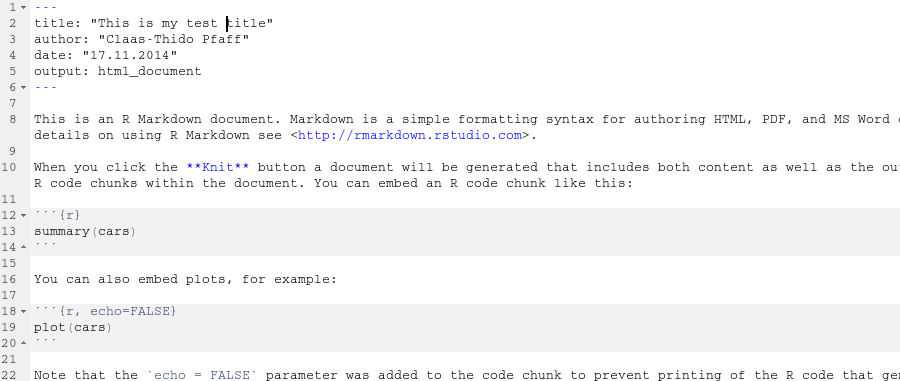 1 ---
2 title: "This is my test title"
3 author: "Claas-Thido Pfaff"
4 date: "17.11.2014"
5 output: html_document
6 ---
7
8 This is an R Markdown document. Markdown is a simple formatting syntax for authoring HTML, PDF, and MS Word
details on using R Markdown see <http://rmarkdown.rstudio.com>.
9
10 When you click the **Knit** button a document will be generated that includes both content as well as the
R code chunks within the document. You can embed an R code chunk like this:
11
12 ```{r}
13 summary(cars)
14 ```
15
16 You can also embed plots, for example:
17
18 ```{r, echo=FALSE}
19 plot(cars)
20 ```
21
22 Note that the `echo = FALSE` parameter was added to the code chunk to prevent printing of the R code that